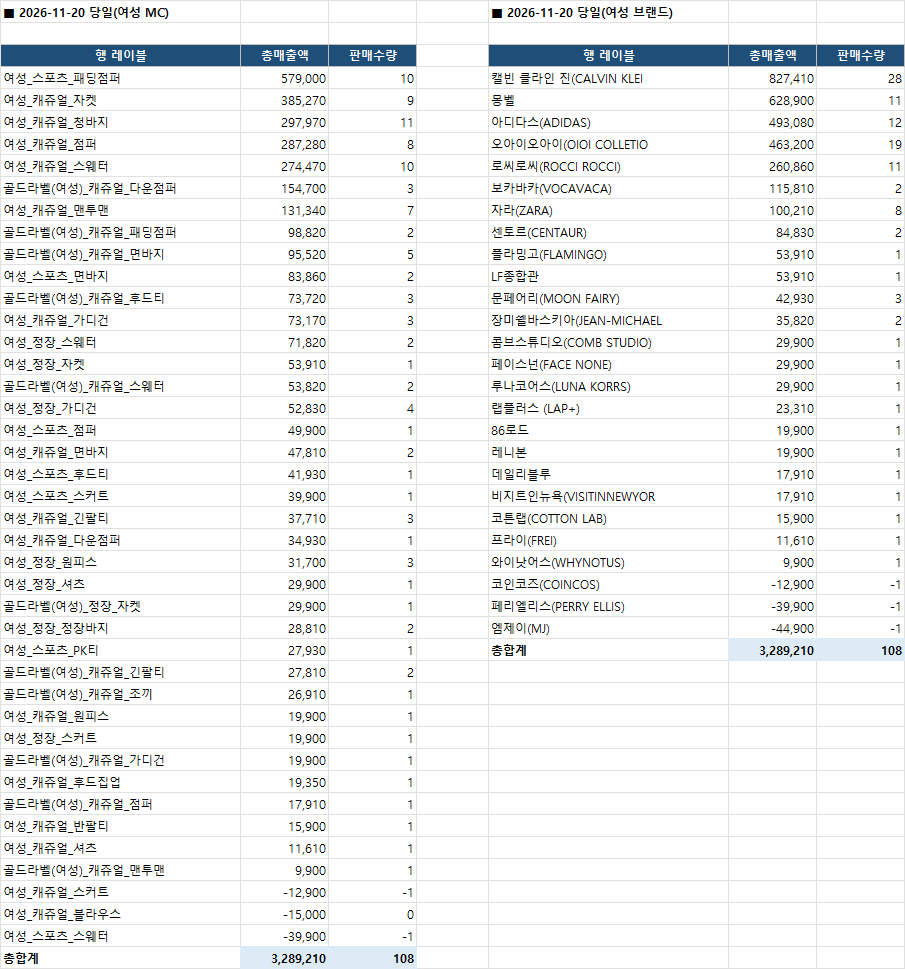 ■ 2026-11-20 당일(여성 MC)
행 레이블 총매출액 판매수량
여성_스포츠_패딩점퍼 579,000 10
여성_캐쥬얼_자켓 385,270 9
여성_캐쥬얼_청바지 297,970 11
여성_캐쥬얼_점퍼 287,280 8
여성_캐쥬얼_스웨터 274,470 10
골드라벨(여성)_캐쥬얼_다운점퍼 154,700 3
여성_캐쥬얼_맨투맨 131,340 7
골드라벨(여성)_캐쥬얼_패딩점퍼 98,820 2
골드라벨(여성)_캐쥬얼_면바지 95,520 5
여성_스포츠_면바지 83,860 2
골드라벨(여성)_캐쥬얼_후드티 73,720 3
여성_캐쥬얼_가디건 73,170 3
여성_정장_스웨터 71,820 2
여성_정장_자켓 53,910 1
골드라벨(여성)_캐쥬얼_스웨터 53,820 2
여성_정장_가디건 52,830 4
여성_스포츠_점퍼 49,900 1
여성_캐쥬얼_면바지 47,810 2
여성_스포츠_후드티 41,930 1
여성_스포츠_스커트 39,900 1
여성_캐쥬얼_긴팔티 37,710 3
여성_캐쥬얼_다운점퍼 34,930 1
여성_정장_원피스 31,700 3
여성_정장_셔츠 29,900 1
골드라벨(여성)_정장_자켓 29,900 1
여성_정장_정장바지 28,810 2
여성_스포츠_PK티 27,930 1
골드라벨(여성)_캐쥬얼_긴팔티 27,810 2
골드라벨(여성)_캐쥬얼_조끼 26,910 1
여성_캐쥬얼_원피스 19,900 1
여성_정장_스커트 19,900 1
골드라벨(여성)_캐쥬얼_가디건 19,900 1
여성_캐쥬얼_후드집업 19,350 1
골드라벨(여성)_캐쥬얼_점퍼 17,910 1
여성_캐쥬얼_반팔티 15,900 1
여성_캐쥬얼_셔츠 11,610 1
골드라벨(여성)_캐쥬얼_맨투맨 9,900 1
여성_캐쥬얼_스커트 -12,900 -1
여성_캐쥬얼_블라우스 -15,000 0
여성_스포츠_스웨터 -39,900 -1
총합계 3,289,210 108
■ 2026-11-20 당일(여성 브랜드)
행 레이블 총매출액 판매수량
캘빈 클라인 진(CALVIN KLEI 827,410 28
몽벨 628,900 11
아디다스(ADIDAS) 493,080 12
오아이오아이(OIOI COLLETIO 463,200 19
로씨로씨(ROCCI ROCCI) 260,860 11
보카바카(VOCAVACA) 115,810 2
자라(ZARA) 100,210 8
센토르(CENTAUR) 84,830 2
플라밍고(FLAMINGO) 53,910 1
LF종합관 53,910 1
문페어리(MOON FAIRY) 42,930 3
장미쉘바스키아(JEAN-MICHAEL 35,820 2
콤브스튜디오(COMB STUDIO) 29,900 1
페이스넌(FACE NONE) 29,900 1
루나코어스(LUNA KORRS) 29,900 1
랩플러스 (LAP+) 23,310 1
86로드 19,900 1
레니본 19,900 1
데일리블루 17,910 1
비지트인뉴욕(VISITINNEWYOR 17,910 1
코튼랩(COTTON LAB) 15,900 1
프라이(FREI) 11,610 1
와이낫어스(WHYNOTUS) 9,900 1
코인코즈(COINCOS) -12,900 -1
페리엘리스(PERRY ELLIS) -39,900 -1
엠제이(MJ) -44,900 -1
총합계 3,289,210 108